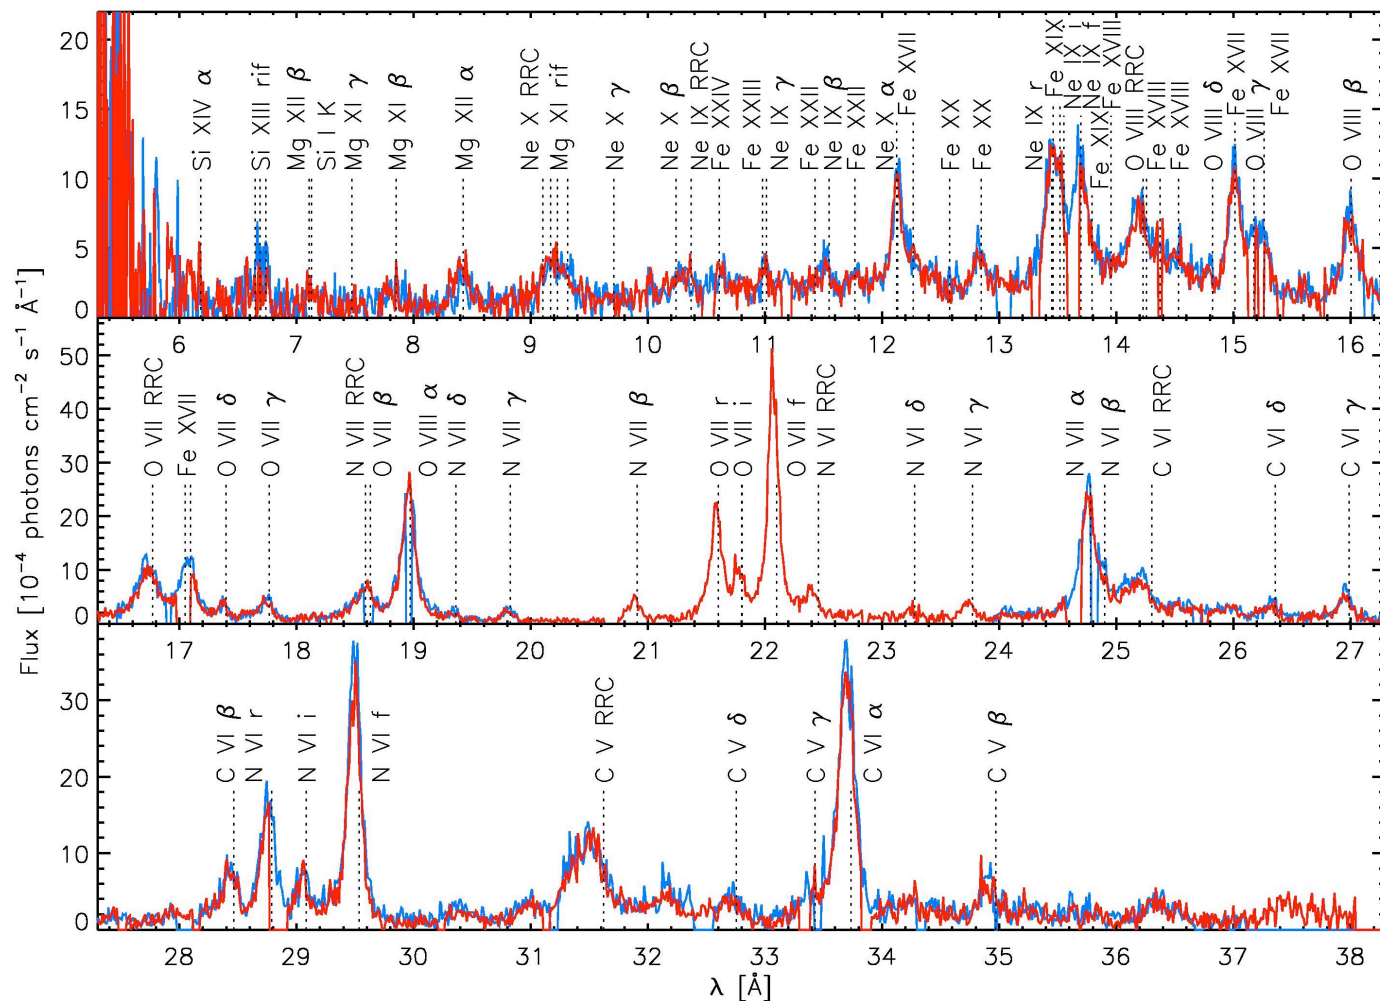 Flux [10⁻⁴ photons cm⁻² s⁻¹ Å⁻¹]
20
15
10
5
0
Si XIV α
Si XIII rif
Mg XII β
Si I K
Mg XI γ
Mg XI β
Mg XII α
Ne X RRC
Mg XI rif
Ne X γ
Ne X β
Ne IX RRC
Fe XXIV
Fe XXIII
Ne IX γ
Fe XXII
Ne IX β
Fe XXII
Ne X α
Fe XVII
Fe XX
Fe XX
Ne IX r
Fe XIX
Ne IX i
Ne IX f
Fe XIX
Fe XVIII
O VIII RRC
Fe XVIII
Fe XVIII
O VIII δ
Fe XVII
O VIII γ
Fe XVII
O VIII β
6 7 8 9 10 11 12 13 14 15 16
50
40
30
20
10
0
O VII RRC
Fe XVII
O VII δ
O VII γ
N VII RRC
O VII β
O VIII α
N VII δ
N VII γ
N VII β
O VII r
O VII i
O VII f
N VI RRC
N VI δ
N VI γ
N VII α
N VI β
C VI RRC
C VI δ
C VI γ
17 18 19 20 21 22 23 24 25 26 27
30
20
10
0
C VI β
N VI r
N VI i
N VI f
C V RRC
C V δ
C V γ
C VI α
C V β
28 29 30 31 32 33 34 35 36 37 38
λ [Å]